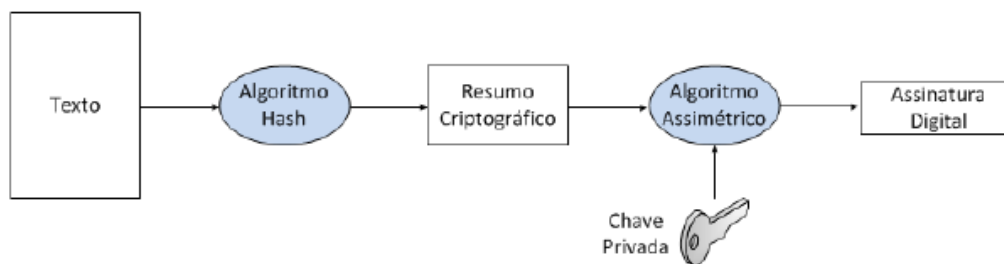 Texto
Algoritmo
Hash
Resumo
Criptográfico
Algoritmo
Assimétrico
Assinatura
Digital
Chave
Privada